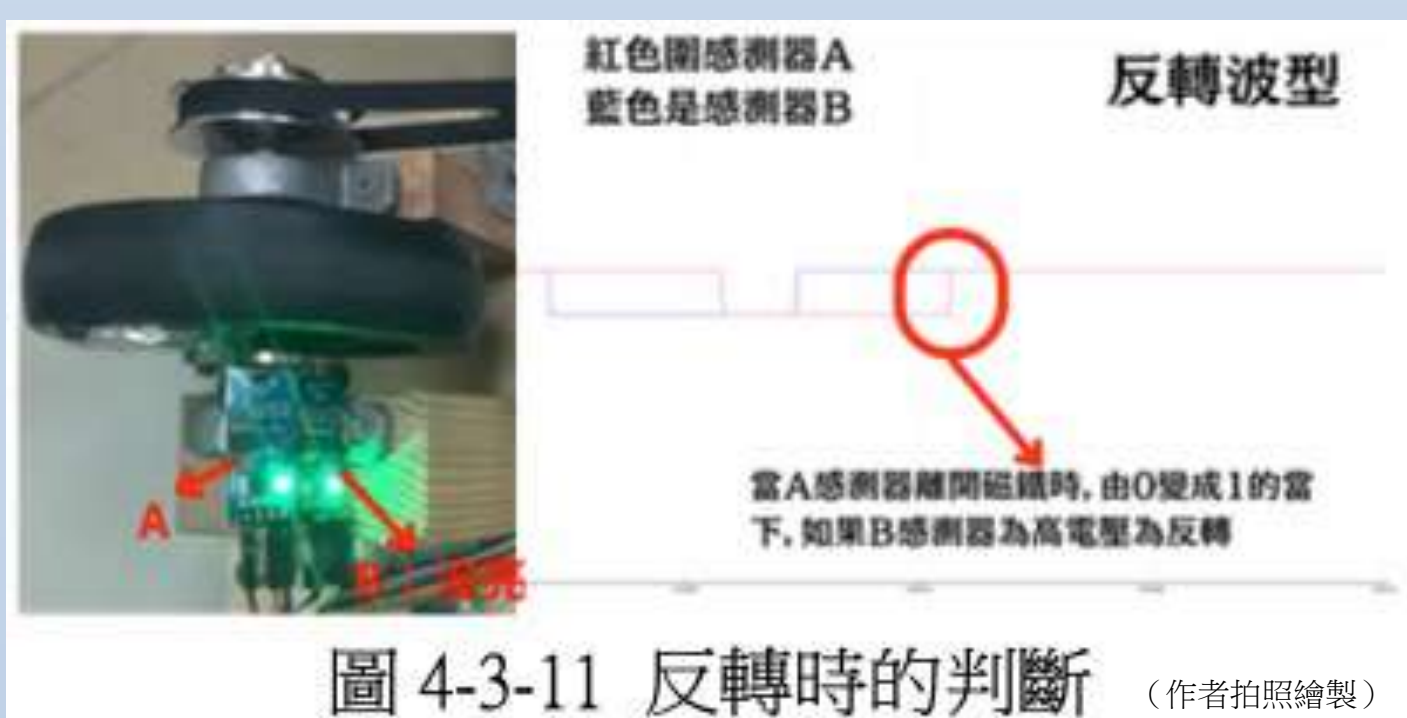 紅色圍感測器A
藍色是感測器B
反轉波型
A
B
當A感測器離開磁鐵時,由0變成1的當
下,如果B感測器為高電壓為反轉
圖 4-3-11 反轉時的判斷
(作者拍照繪製)